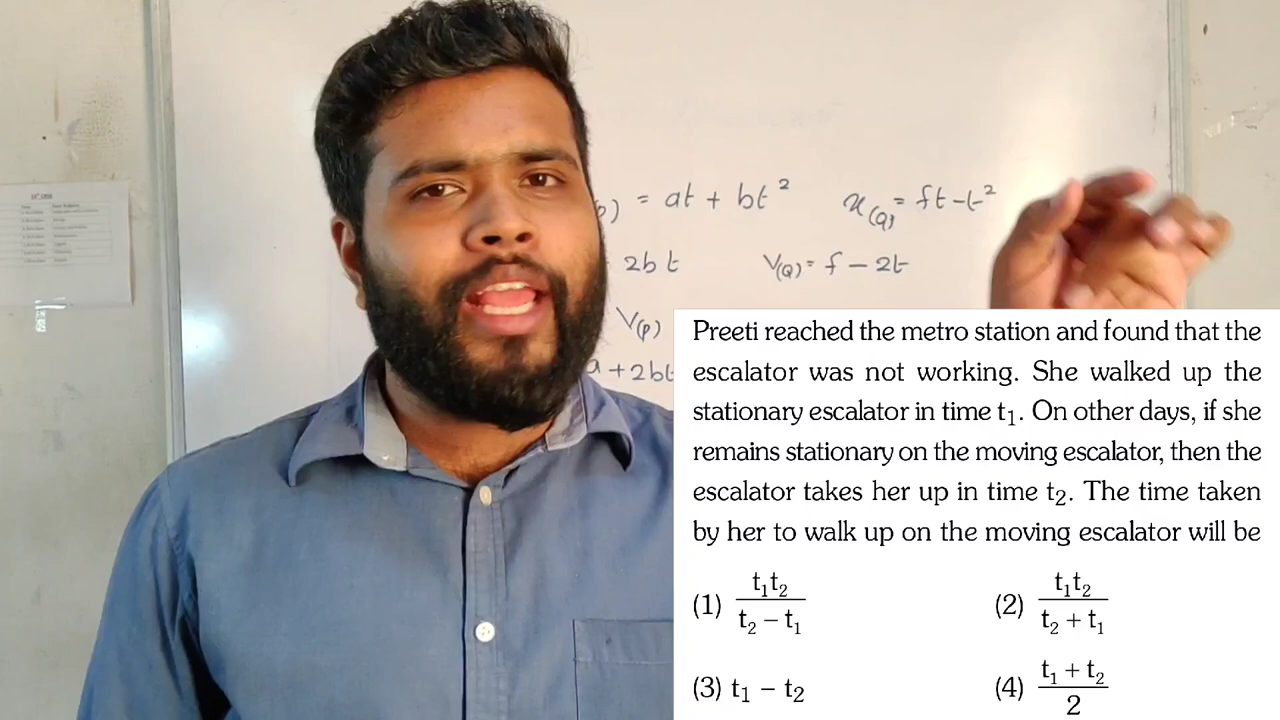 p) = at + bt² x(Q) = ft - t²
2bt V(Q) = f - 2t
V(P)
a + 2bt
Preeti reached the metro station and found that the
escalator was not working. She walked up the
stationary escalator in time t₁. On other days, if she
remains stationary on the moving escalator, then the
escalator takes her up in time t₂. The time taken
by her to walk up on the moving escalator will be
(1) t₁t₂ / (t₂ – t₁) (2) t₁t₂ / (t₂ + t₁)
(3) t₁ – t₂ (4) (t₁ + t₂) / 2